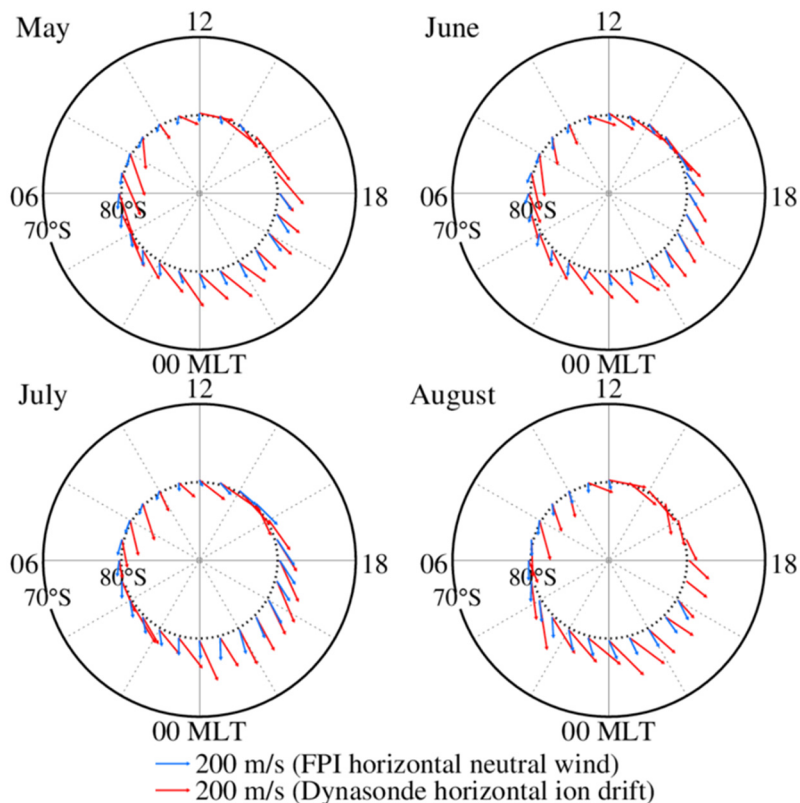 May
12
June
12
06
80°S
18
06
80°S
18
70°S
70°S
00 MLT
00 MLT
July
12
August
12
06
80°S
18
06
80°S
18
70°S
70°S
00 MLT
00 MLT
200 m/s (FPI horizontal neutral wind)
200 m/s (Dynasonde horizontal ion drift)